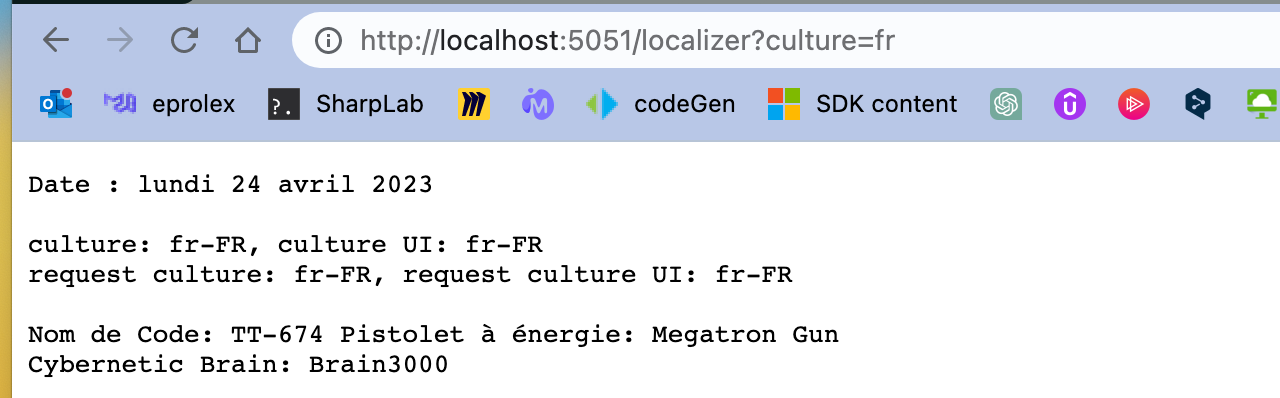 http://localhost:5051/localizer?culture=fr
eprolex SharpLab codeGen SDK content
Date : lundi 24 avril 2023
culture: fr-FR, culture UI: fr-FR
request culture: fr-FR, request culture UI: fr-FR
Nom de Code: TT-674 Pistolet à énergie: Megatron Gun
Cybernetic Brain: Brain3000